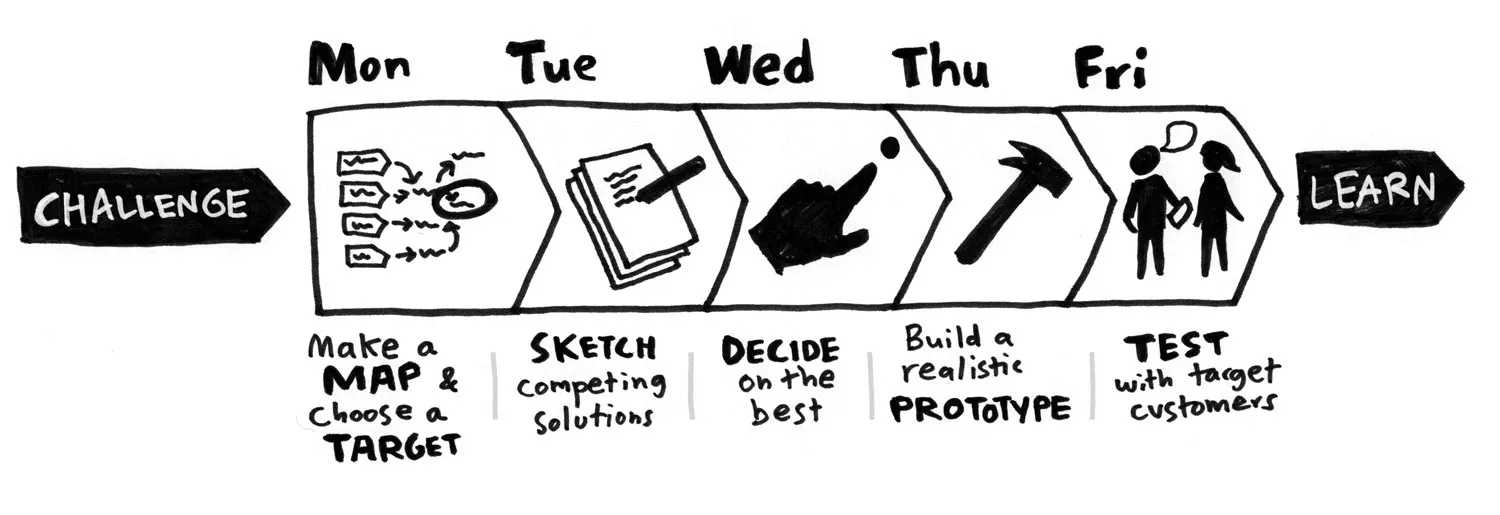 Mon
Tue
Wed
Thu
Fri
CHALLENGE
LEARN
Make a
MAP &
choose a
TARGET
SKETCH
competing
solutions
DECIDE
on the
best
Build a
realistic
PROTOTYPE
TEST
with target
customers